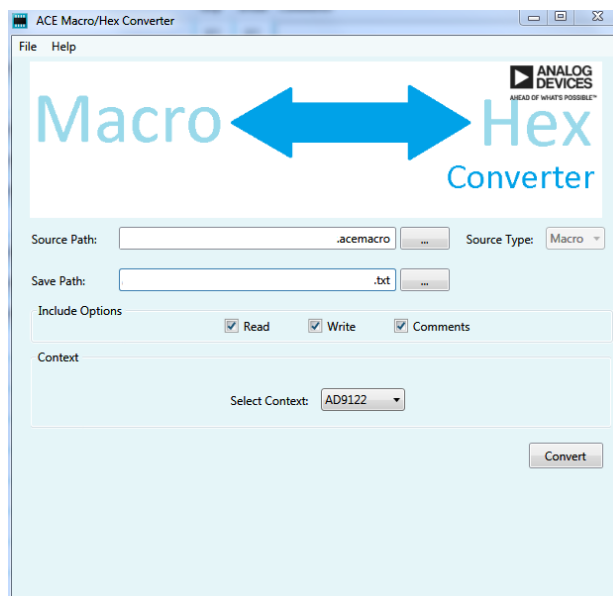 ACE Macro/Hex Converter
File Help
ANALOG
DEVICES
AHEAD OF WHAT'S POSSIBLE™
Macro Hex
Converter
Source Path: .acemacro ... Source Type: Macro
Save Path: .txt ...
Include Options
Read Write Comments
Context
Select Context: AD9122
Convert